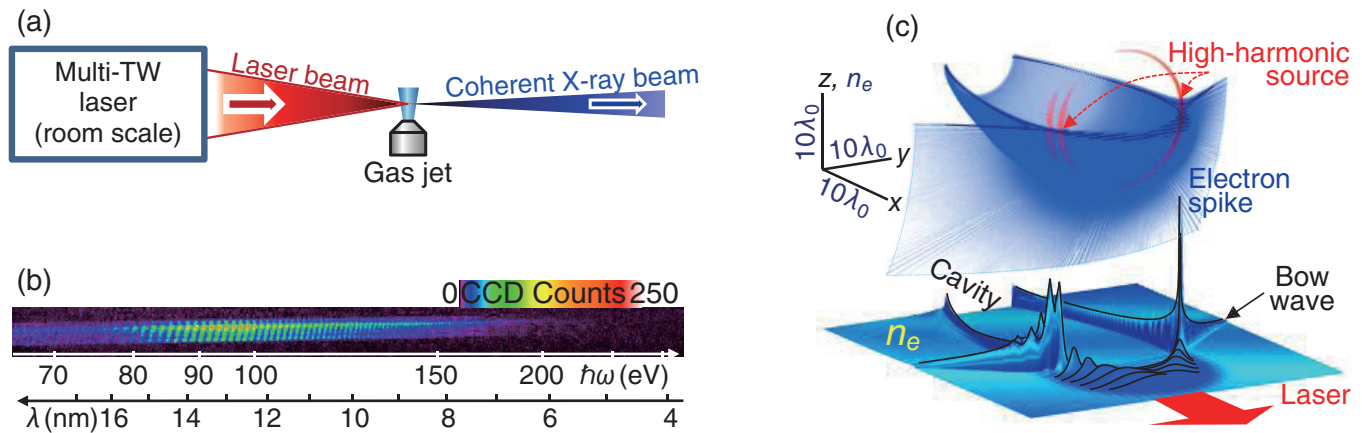 (a)
Multi-TW
laser
(room scale)
Laser beam
Coherent X-ray beam
Gas jet
(b)
0 CCD Counts 250
70 80 90 100 150 200 ħω (eV)
λ (nm) 16 14 12 10 8 6 4
(c)
High-harmonic
source
z, nₑ
10λ₀
10λ₀ y
10λ₀ x
Electron
spike
Cavity
Bow
wave
nₑ
Laser